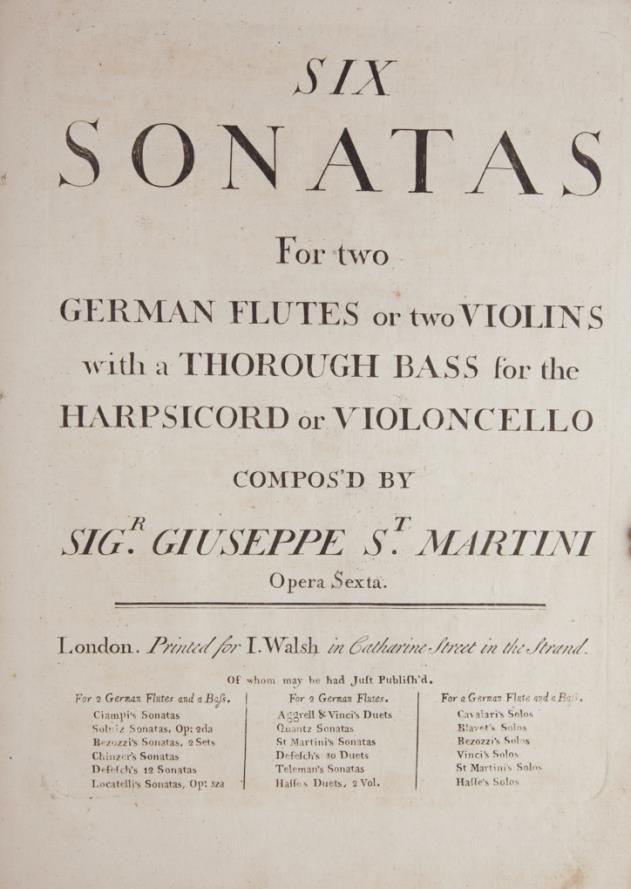 SIX
SONATAS
For two
GERMAN FLUTES or two VIOLINS
with a THOROUGH BASS for the
HARPSICORD or VIOLONCELLO
COMPOS'D BY
SIG.R GIUSEPPE S.T MARTINI
Opera Sexta.
London. Printed for I. Walsh in Catharine Street in the Strand.
Of whom may be had Juſt Publiſh'd.
For 2 German Flutes and a Baſs.
Ciampi's Sonatas
Sonatas, Op: 2da
Bezozzi's Sonatas, 2 Sets
Chinzer's Sonatas
Defeſch's 12 Sonatas
Locatelli's Sonatas, Op: 3za
For 2 German Flutes.
Aggrell & Vinci's Duets
Quantz Sonatas
St Martini's Sonatas
Defeſch's 30 Duets
Teleman's Sonatas
Haſſe's Duets, 2 Vol.
For a German Flute and a Baſs.
Cavalari's Solos
Blavet's Solos
Bezozzi's Solos
Vinci's Solos
St Martini's Solos
Haſſe's Solos